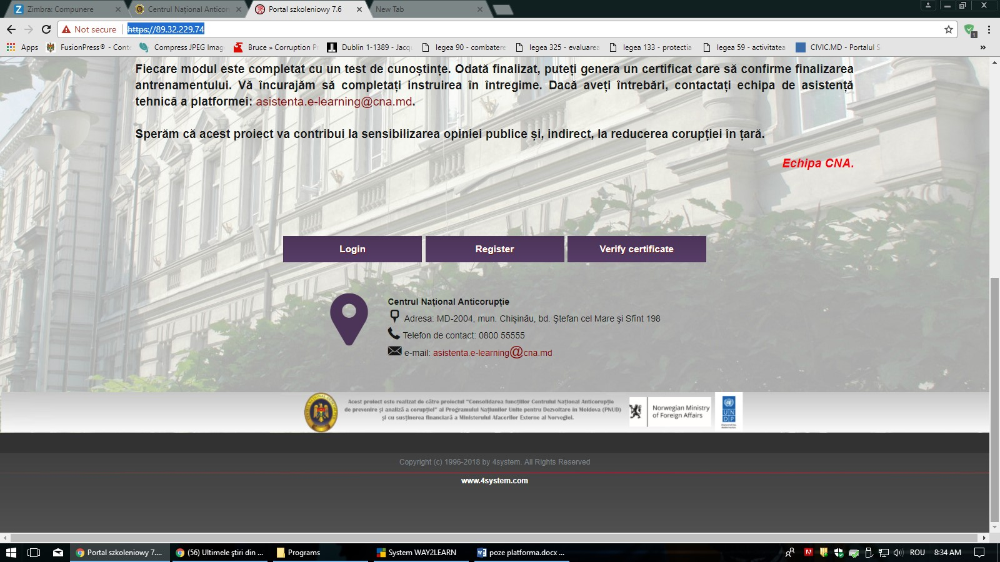 Zimbra: Compunere
Centrul Național Anticor
Portal szkoleniowy 7.6
New Tab
Not secure
https://89.32.229.74
1
Apps
FusionPress® - Conte
Compress JPEG Imag
Bruce » Corruption P
Dublin 1-1389 - Jacq
legea 90 - combatere
legea 325 - evaluarea
legea 133 - protectia
legea 59 - activitatea
CIVIC.MD - Portalul S
»
Fiecare modul este completat cu un test de cunoștințe. Odată finalizat, puteți genera un certificat care să confirme finalizarea
antrenamentului. Vă încurajăm să completați instruirea în întregime. Dacă aveți întrebări, contactați echipa de asistență
tehnică a platformei: asistenta.e-learning@cna.md.
Sperăm că acest proiect va contribui la sensibilizarea opiniei publice și, indirect, la reducerea corupției în țară.
Echipa CNA.
Login
Register
Verify certificate
Centrul Național Anticorupție
Adresa: MD-2004, mun. Chișinău, bd. Ștefan cel Mare și Sfînt 198
Telefon de contact: 0800 55555
e-mail: asistenta.e-learning@cna.md
Acest proiect este realizat de către proiectul "Consolidarea funcțiilor Centrului Național Anticorupție
de prevenire și analiză a corupției" al Programului Națiunilor Unite pentru Dezvoltare în Moldova (PNUD)
și cu susținerea financiară a Ministerului Afacerilor Externe al Norvegiei.
Norwegian Ministry
of Foreign Affairs
UN
DP
Copyright (c) 1996-2018 by 4system. All Rights Reserved
www.4system.com
Portal szkoleniowy 7....
(56) Ultimele ştiri din ...
Programs
System WAY2LEARN
poze platforma.docx ...
ROU
8:34 AM